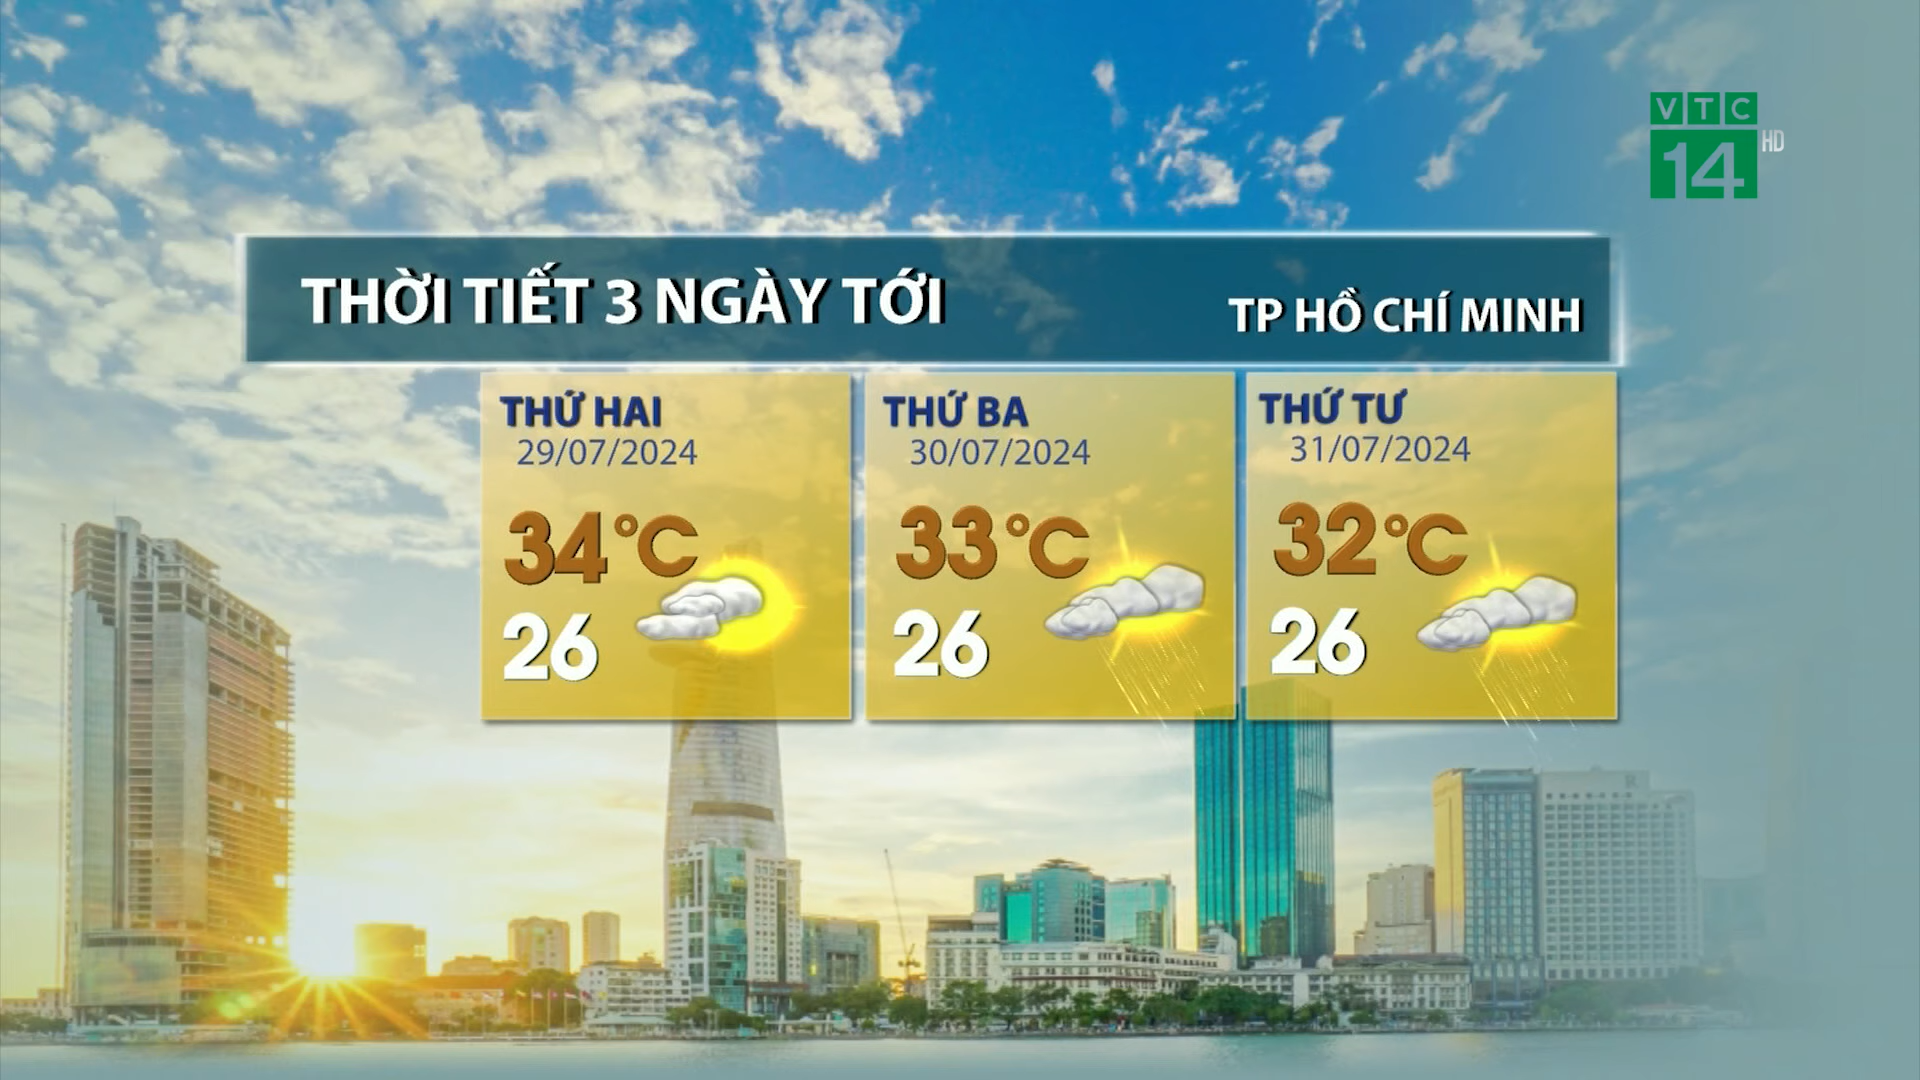 VTC
14 HD
THỜI TIẾT 3 NGÀY TỚI
TP HỒ CHÍ MINH
THỨ HAI
29/07/2024
34°C
26
THỨ BA
30/07/2024
33°C
26
THỨ TƯ
31/07/2024
32°C
26
R